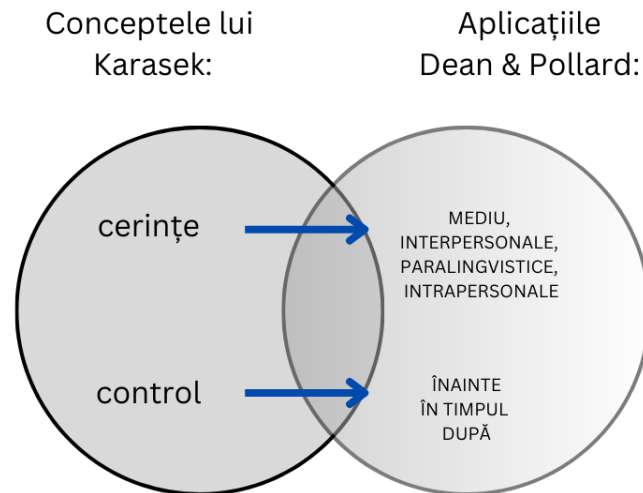 Conceptele lui
Karasek:
Aplicațiile
Dean & Pollard:
cerințe
MEDIU,
INTERPERSONALE,
PARALINGVISTICE,
INTRAPERSONALE
control
ÎNAINTE
ÎN TIMPUL
DUPĂ